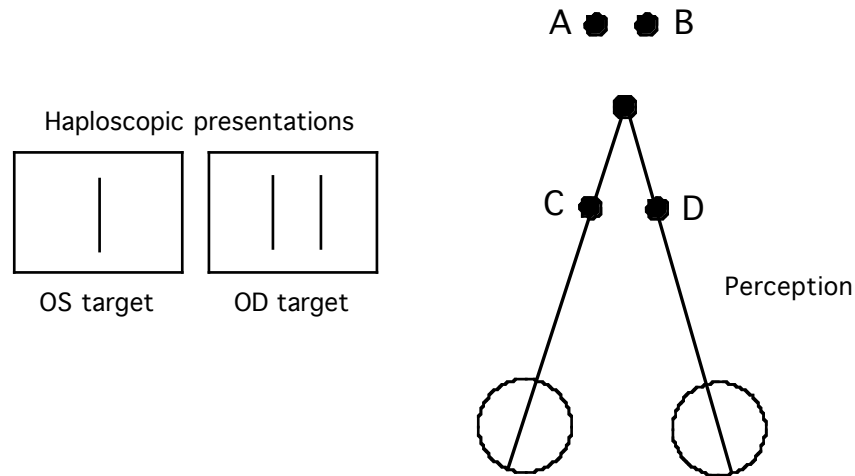 A B
Haploscopic presentations
C D
OS target OD target
Perception